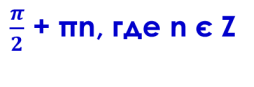 π/2 + πn, где n є Z